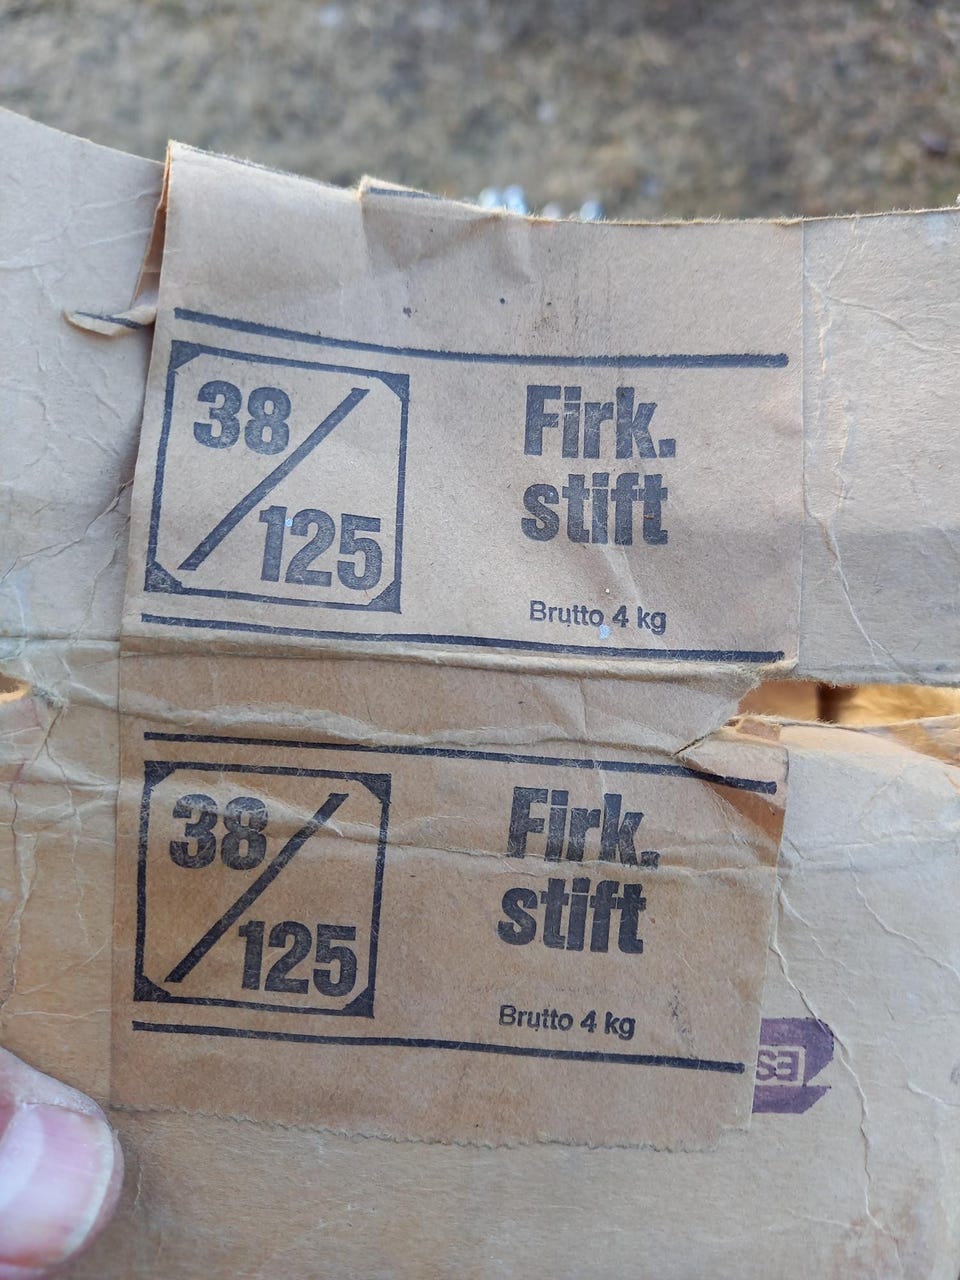 38/125
Firk.
stift
Brutto 4 kg
38/125
Firk.
stift
Brutto 4 kg